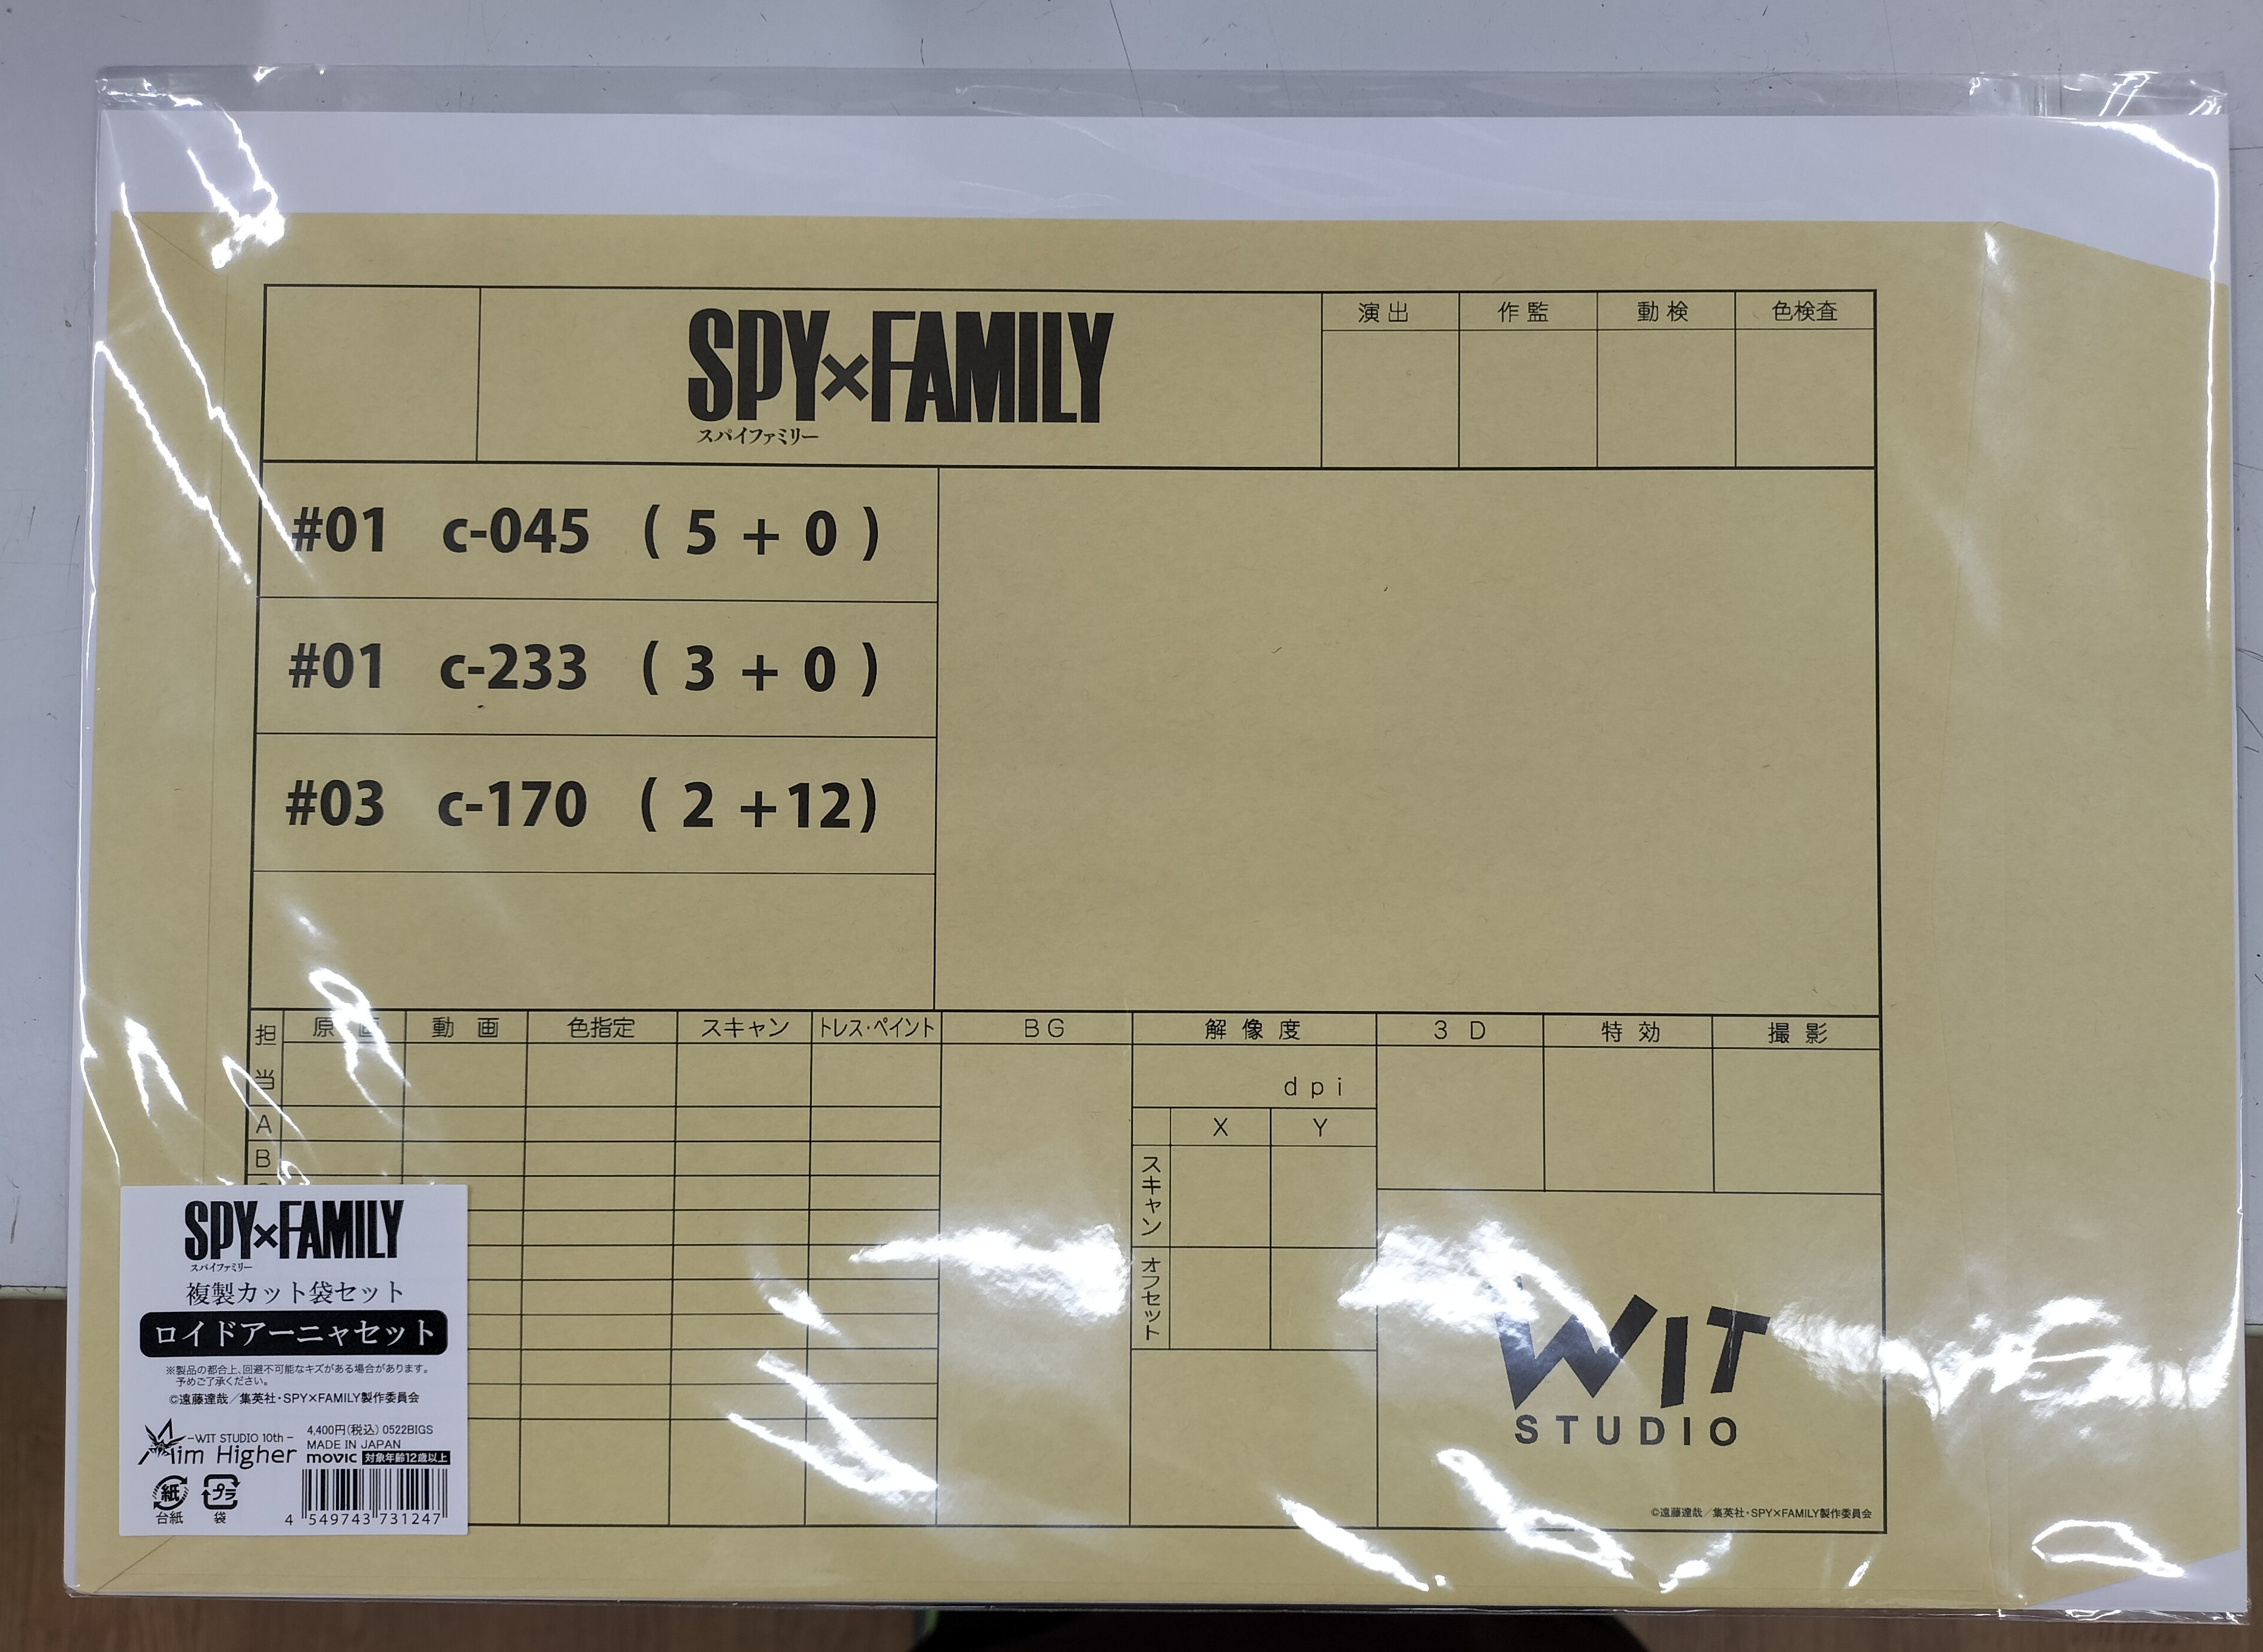 SPY×FAMILY
スパイファミリー
演出 作監 動検 色検査
#01 c-045 ( 5 + 0 )
#01 c-233 ( 3 + 0 )
#03 c-170 ( 2 +12)
担当 原画 動画 色指定 スキャン トレス・ペイント BG 解像度 3D 特効 撮影
dpi
A
B
X Y
スキャン
オフセット
WIT
STUDIO
©遠藤達哉/集英社・SPY×FAMILY製作委員会
SPY×FAMILY
スパイファミリー
複製カット袋セット
ロイドアーニャセット
※製品の都合上、回避不可能なキズがある場合があります。
予めご了承ください。
©遠藤達哉/集英社・SPY×FAMILY製作委員会
-WIT STUDIO 10th-
Aim Higher
4,400円(税込) 0522BIGS
MADE IN JAPAN
movic 対象年齢12歳以上
紙 プラ
台紙 袋
4 549743 731247